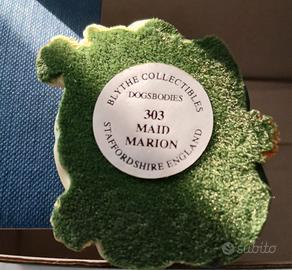 BLYTHE COLLECTIBLES
DOGSBODIES
303
MAID
MARION
STAFFORDSHIRE ENGLAND
subito